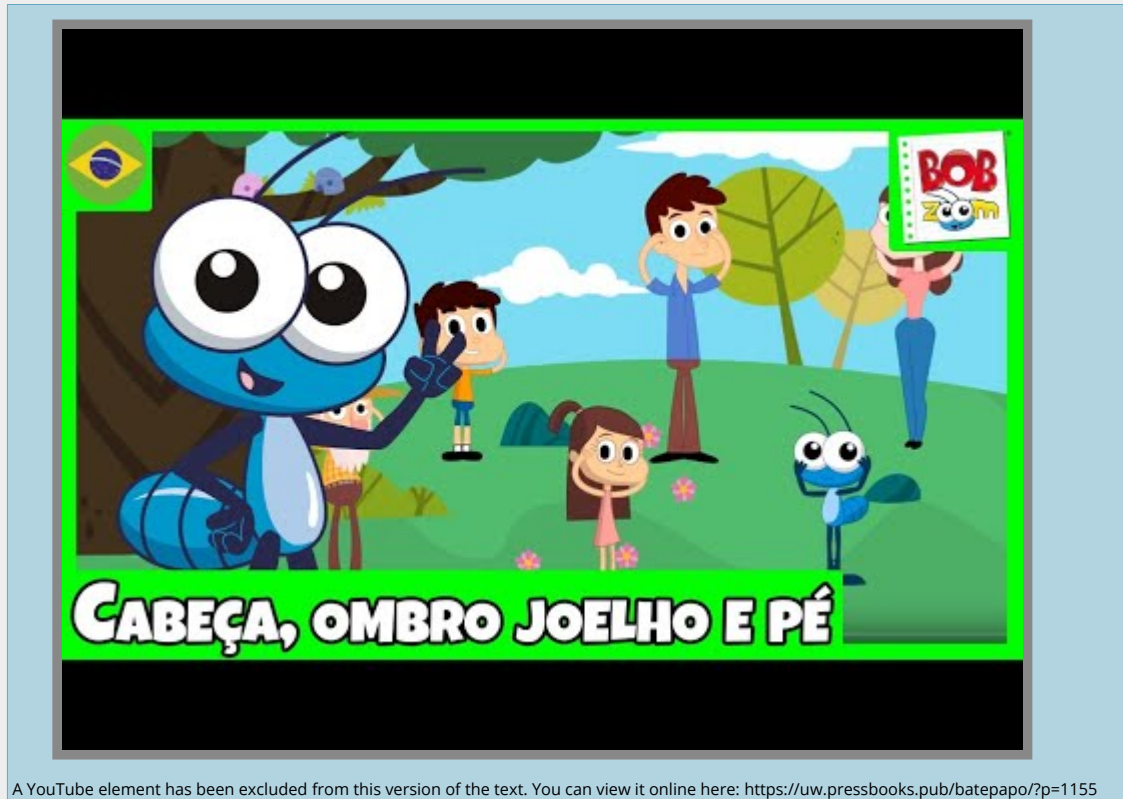 BOB
ZOOM
CABEÇA, OMBRO JOELHO E PÉ
A YouTube element has been excluded from this version of the text. You can view it online here: https://uw.pressbooks.pub/batepapo/?p=1155